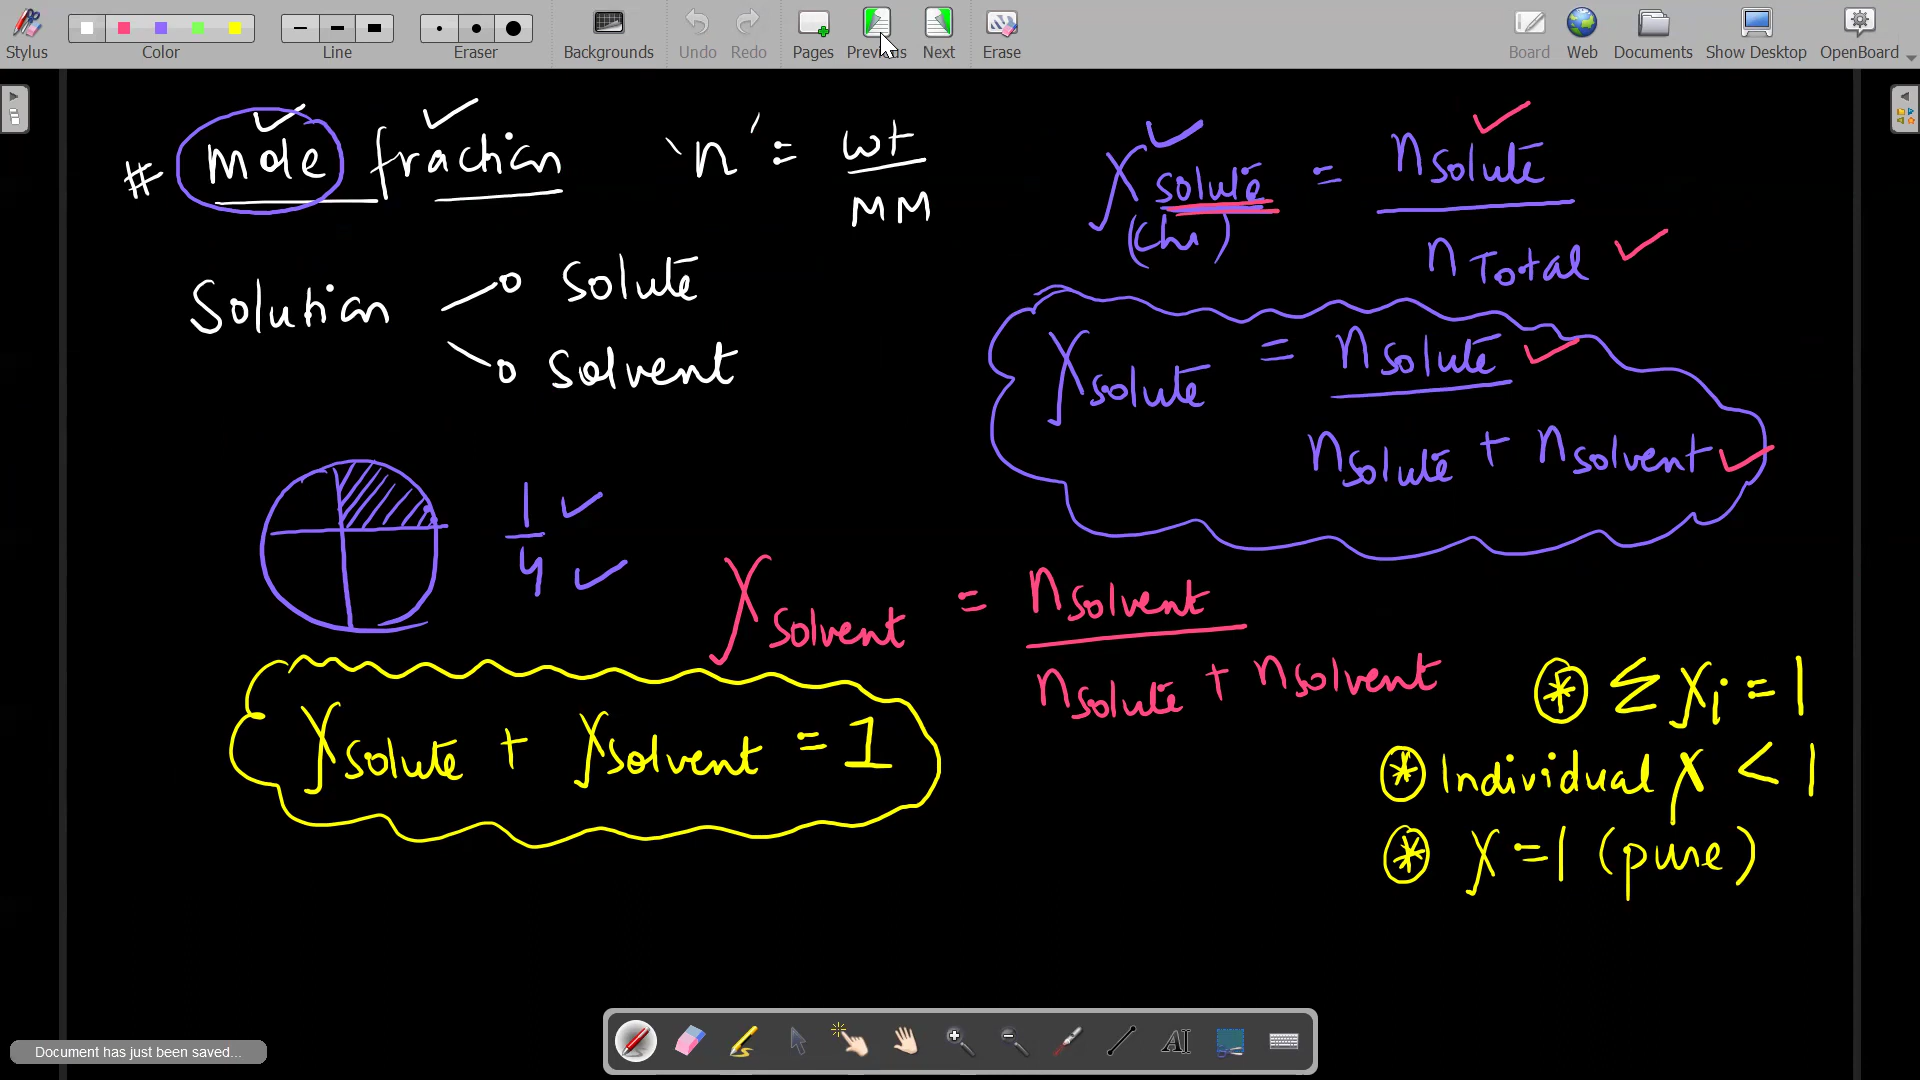 Stylus Color Line Eraser Backgrounds Undo Redo Pages Previous Next Erase Board Web Documents Show Desktop OpenBoard
# mole fraction 'n' = wt / MM
Solution solute
solvent
χ solute = n solute / n Total
(chi)
χ solute = n solute / n solute + n solvent
1/4
χ solvent = n solvent / n solute + n solvent
χ solute + χ solvent = 1
⊛ Σ χi = 1
⊛ Individual χ < 1
⊛ χ = 1 (pure)
Document has just been saved...
AI